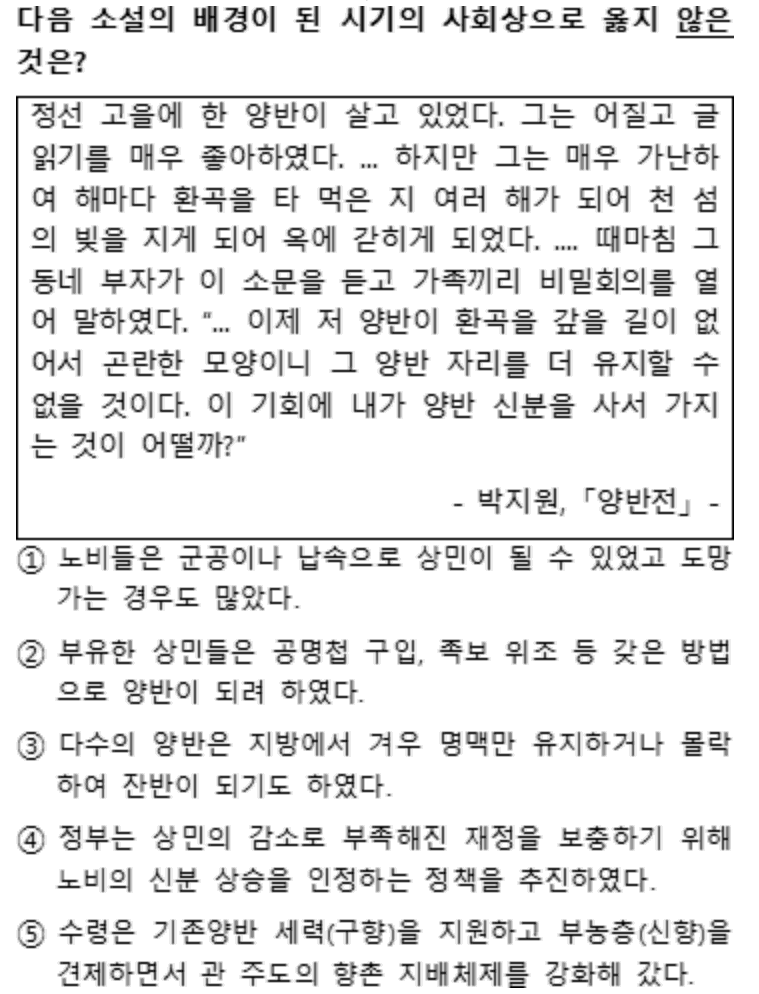 다음 소설의 배경이 된 시기의 사회상으로 옳지 않은
것은?
정선 고을에 한 양반이 살고 있었다. 그는 어질고 글
읽기를 매우 좋아하였다. ... 하지만 그는 매우 가난하
여 해마다 환곡을 타 먹은 지 여러 해가 되어 천 섬
의 빚을 지게 되어 옥에 갇히게 되었다. .... 때마침 그
동네 부자가 이 소문을 듣고 가족끼리 비밀회의를 열
어 말하였다. "... 이제 저 양반이 환곡을 갚을 길이 없
어서 곤란한 모양이니 그 양반 자리를 더 유지할 수
없을 것이다. 이 기회에 내가 양반 신분을 사서 가지
는 것이 어떨까?"
- 박지원, 「양반전」 -
① 노비들은 군공이나 납속으로 상민이 될 수 있었고 도망
가는 경우도 많았다.
② 부유한 상민들은 공명첩 구입, 족보 위조 등 갖은 방법
으로 양반이 되려 하였다.
③ 다수의 양반은 지방에서 겨우 명맥만 유지하거나 몰락
하여 잔반이 되기도 하였다.
④ 정부는 상민의 감소로 부족해진 재정을 보충하기 위해
노비의 신분 상승을 인정하는 정책을 추진하였다.
⑤ 수령은 기존양반 세력(구향)을 지원하고 부농층(신향)을
견제하면서 관 주도의 향촌 지배체제를 강화해 갔다.